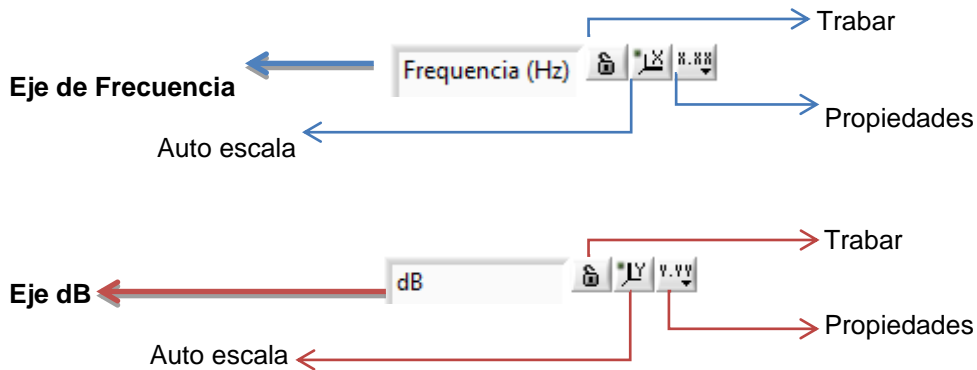 Trabar
Eje de Frecuencia
Frequencia (Hz)
X
X.XX
Propiedades
Auto escala
Trabar
Eje dB
dB
Y
Y.YY
Propiedades
Auto escala